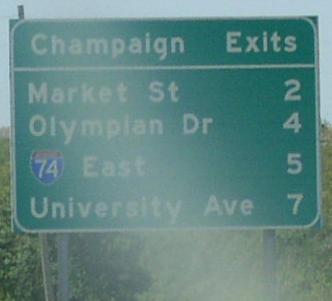 Champaign Exits
Market St 2
Olympian Dr 4
74 East 5
University Ave 7